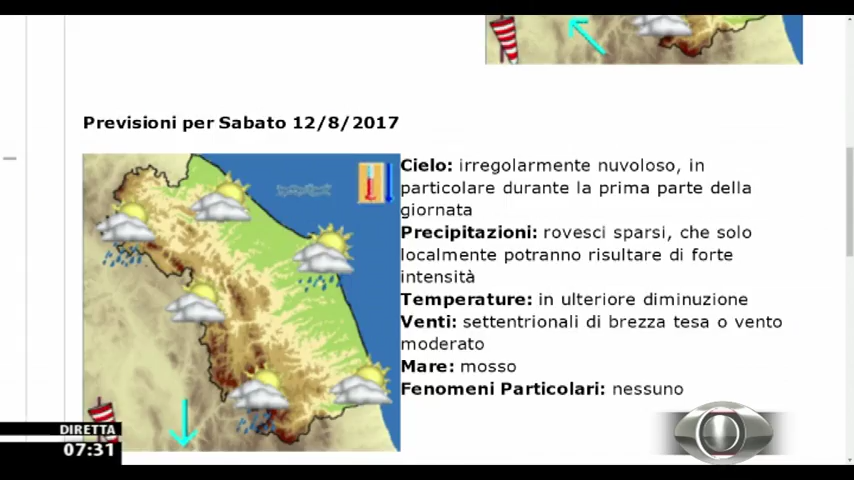 Previsioni per Sabato 12/8/2017
Cielo: irregolarmente nuvoloso, in
particolare durante la prima parte della
giornata
Precipitazioni: rovesci sparsi, che solo
localmente potranno risultare di forte
intensità
Temperature: in ulteriore diminuzione
Venti: settentrionali di brezza tesa o vento
moderato
Mare: mosso
Fenomeni Particolari: nessuno
DIRETTA
07:31